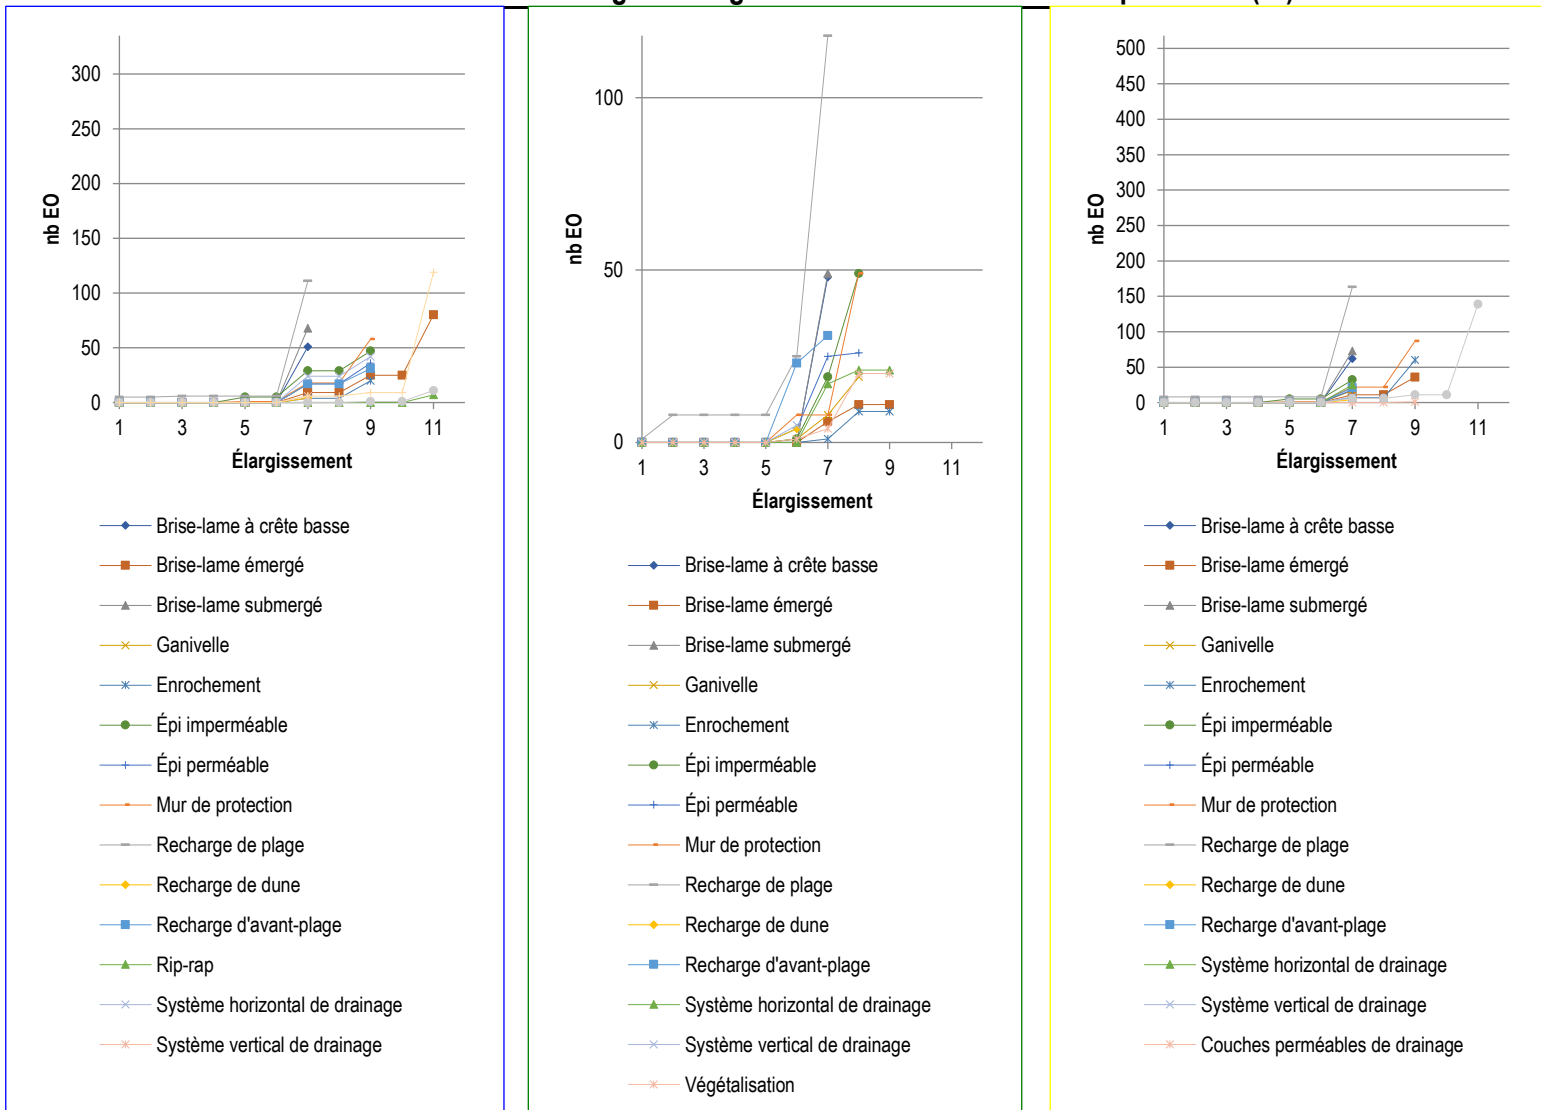 300
250
200
150
100
50
0
nb EO
1 3 5 7 9 11
Élargissement
Brise-lame à crête basse
Brise-lame émergé
Brise-lame submergé
Ganivelle
Enrochement
Épi imperméable
Épi perméable
Mur de protection
Recharge de plage
Recharge de dune
Recharge d'avant-plage
Rip-rap
Système horizontal de drainage
Système vertical de drainage
100
50
0
nb EO
1 3 5 7 9 11
Élargissement
Brise-lame à crête basse
Brise-lame émergé
Brise-lame submergé
Ganivelle
Enrochement
Épi imperméable
Épi perméable
Mur de protection
Recharge de plage
Recharge de dune
Recharge d'avant-plage
Système horizontal de drainage
Système vertical de drainage
Végétalisation
500
450
400
350
300
250
200
150
100
50
0
nb EO
1 3 5 7 9 11
Élargissement
Brise-lame à crête basse
Brise-lame émergé
Brise-lame submergé
Ganivelle
Enrochement
Épi imperméable
Épi perméable
Mur de protection
Recharge de plage
Recharge de dune
Recharge d'avant-plage
Système horizontal de drainage
Système vertical de drainage
Couches perméables de drainage